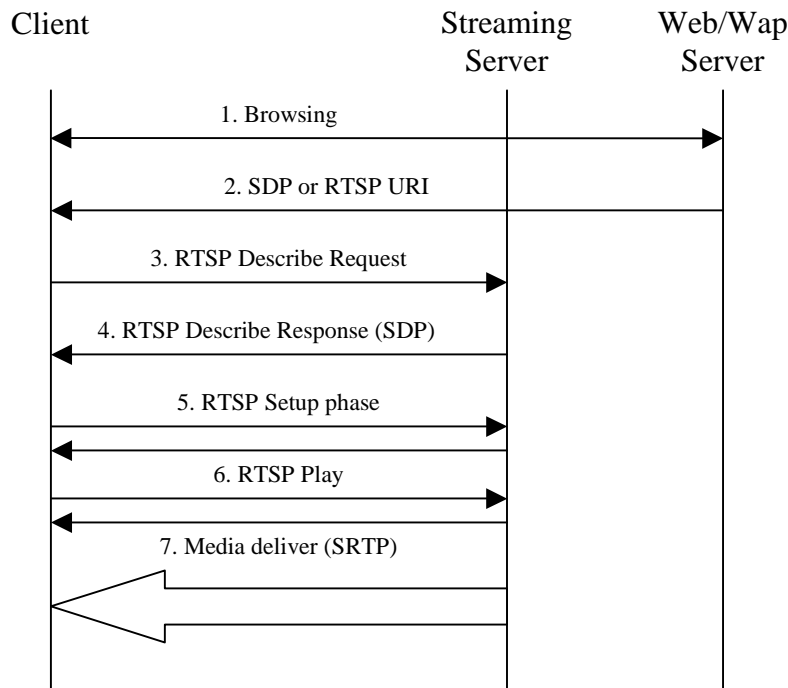 Client
Streaming
Server
Web/Wap
Server
1. Browsing
2. SDP or RTSP URI
3. RTSP Describe Request
4. RTSP Describe Response (SDP)
5. RTSP Setup phase
6. RTSP Play
7. Media deliver (SRTP)